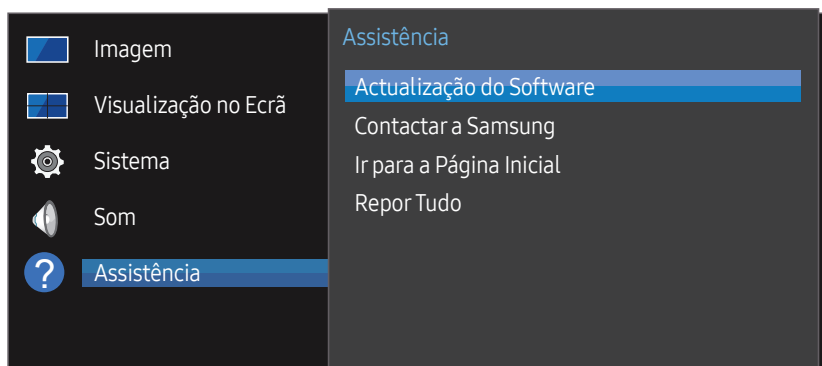 Imagem
Visualização no Ecrã
Sistema
Som
?
Assistência
Assistência
Actualização do Software
Contactar a Samsung
Ir para a Página Inicial
Repor Tudo